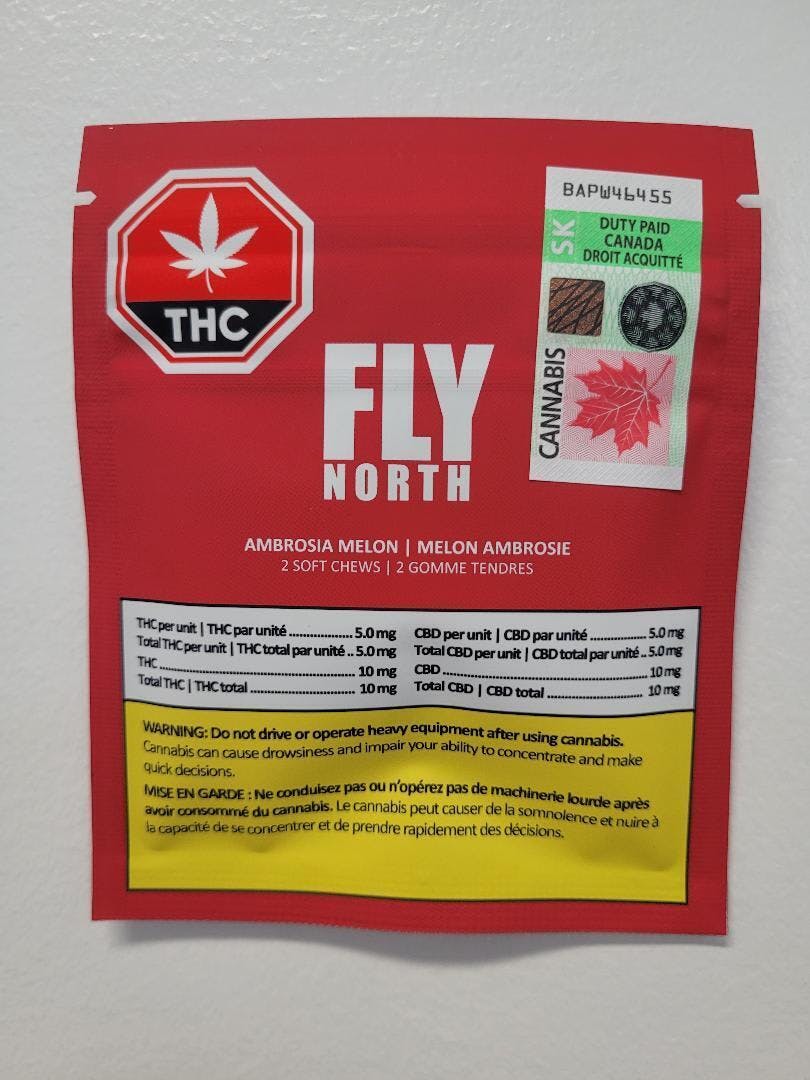 BAPW46455
SK
DUTY PAID
CANADA
DROIT ACQUITTÉ
CANNABIS
THC
FLY
NORTH
AMBROSIA MELON | MELON AMBROSIE
2 SOFT CHEWS | 2 GOMME TENDRES
THC per unit | THC par unité ................... 5.0 mg
Total THC per unit | THC total par unité .. 5.0 mg
THC ................................................................ 10 mg
Total THC | THC total ............................... 10 mg
CBD per unit | CBD par unité ................. 5.0 mg
Total CBD per unit | CBD total par unité .. 5.0 mg
CBD .............................................................. 10 mg
Total CBD | CBD total .............................. 10 mg
WARNING: Do not drive or operate heavy equipment after using cannabis.
Cannabis can cause drowsiness and impair your ability to concentrate and make
quick decisions.
MISE EN GARDE : Ne conduisez pas ou n'opérez pas de machinerie lourde après
avoir consommé du cannabis. Le cannabis peut causer de la somnolence et nuire à
la capacité de se concentrer et de prendre rapidement des décisions.